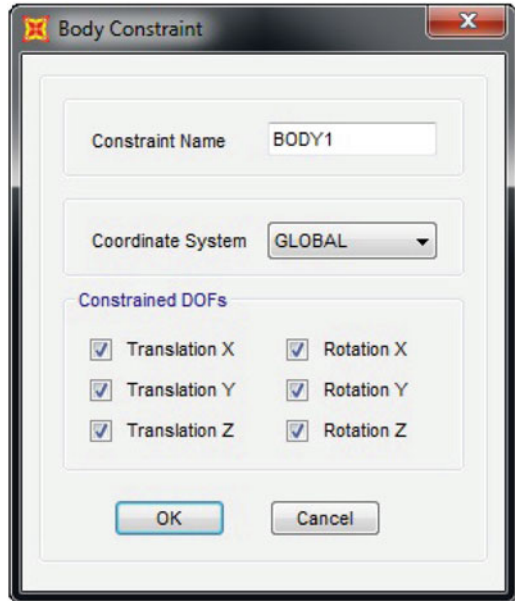 Body Constraint
Constraint Name BODY1
Coordinate System GLOBAL
Constrained DOFs
Translation X Rotation X
Translation Y Rotation Y
Translation Z Rotation Z
OK Cancel